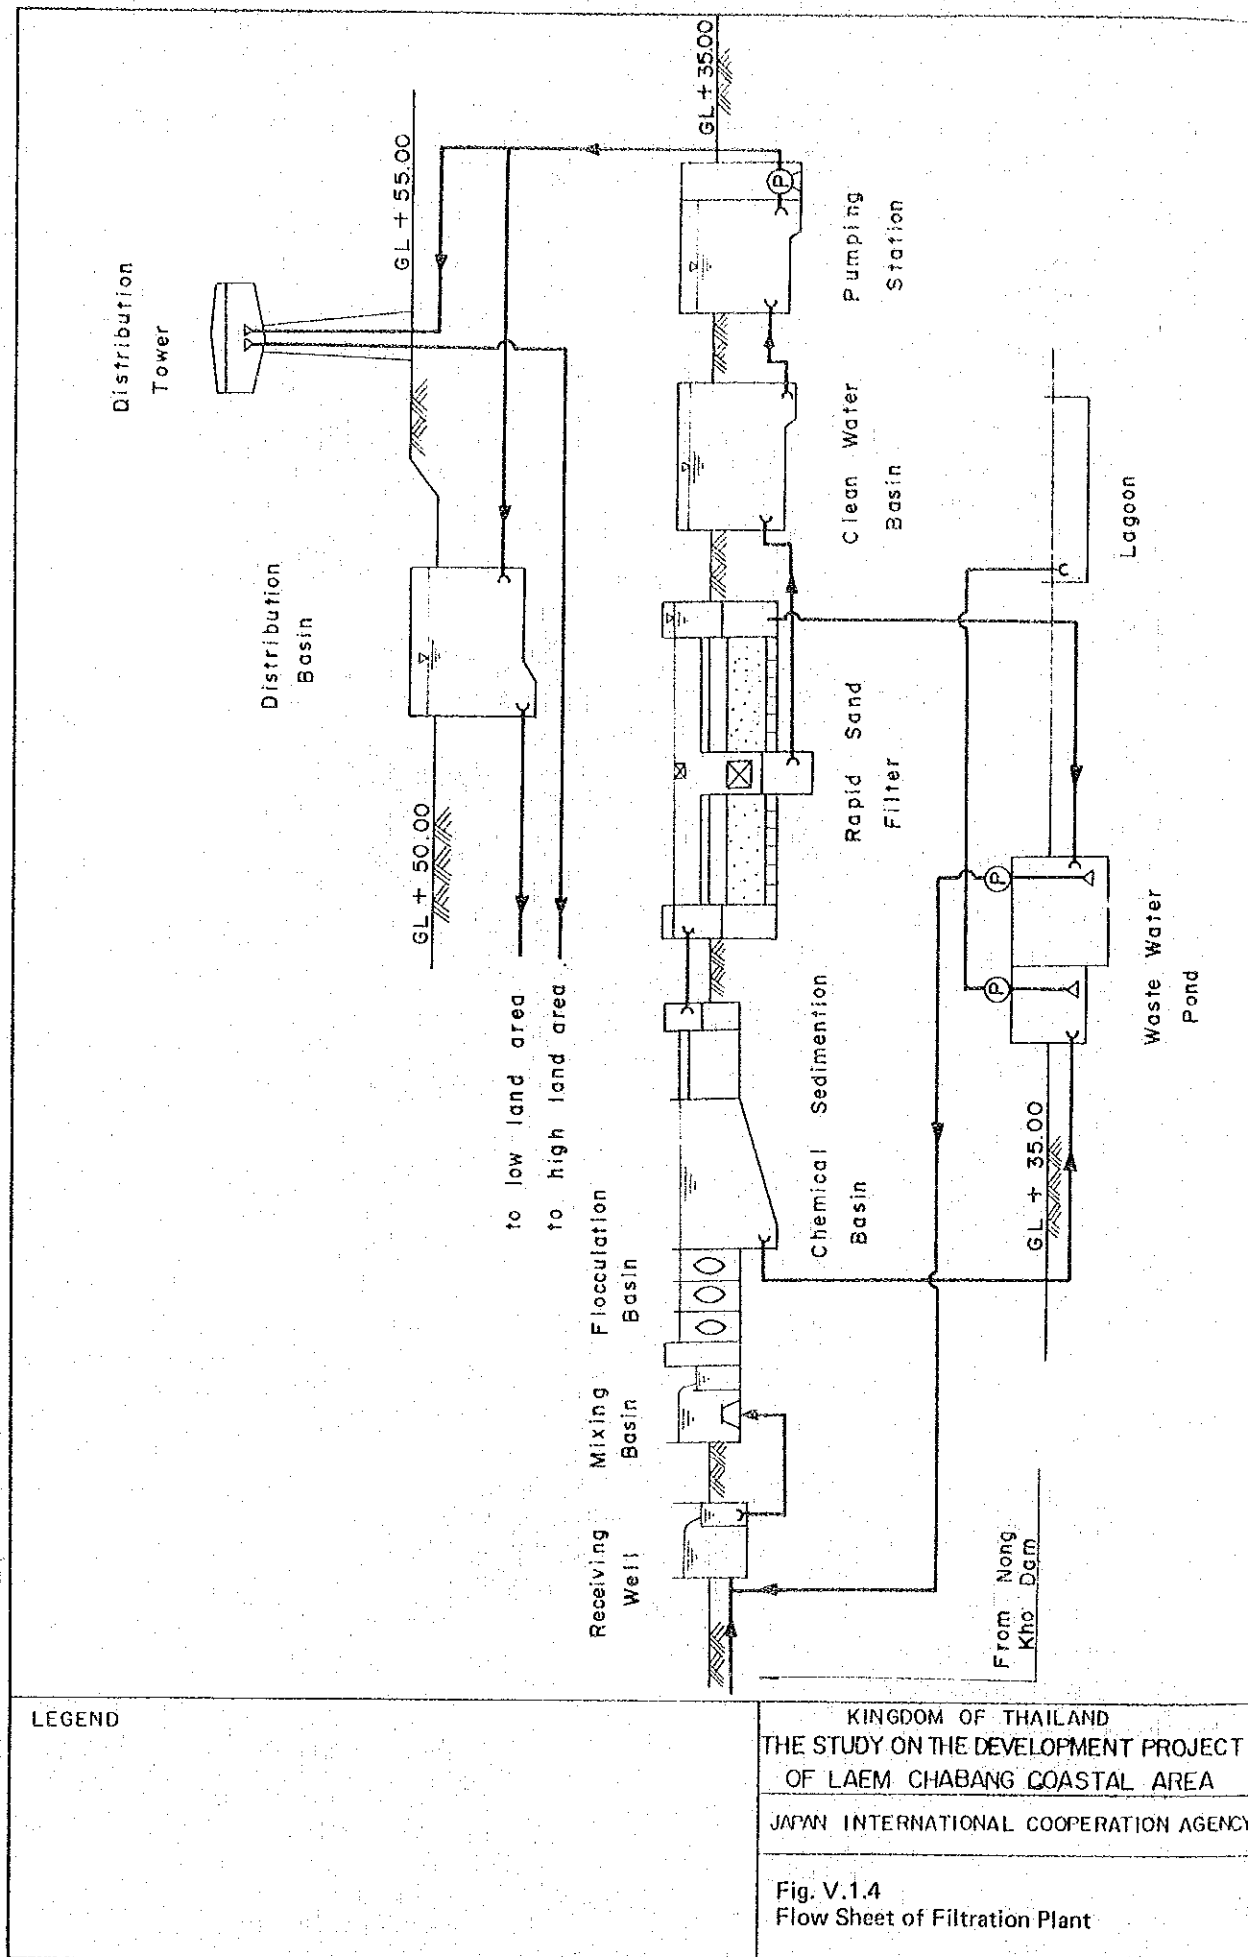 Distribution
Tower
GL + 55.00
Distribution
Basin
GL + 50.00
to low land area
to high land area
GL + 35.00
Receiving
Well
Mixing
Basin
Flocculation
Basin
Chemical Sedimention
Basin
Rapid Sand
Filter
Clean Water
Basin
Pumping
Station
P
From Nong
Kho Dam
GL + 35.00
P
P
Waste Water
Pond
Lagoon
LEGEND
KINGDOM OF THAILAND
THE STUDY ON THE DEVELOPMENT PROJECT
OF LAEM CHABANG COASTAL AREA
JAPAN INTERNATIONAL COOPERATION AGENCY
Fig. V.1.4
Flow Sheet of Filtration Plant